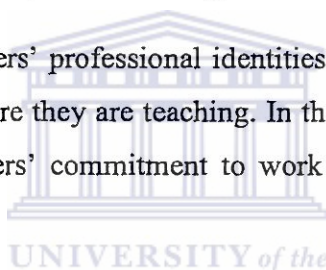 ers' professional identities
re they are teaching. In th
ers' commitment to work
UNIVERSITY of the